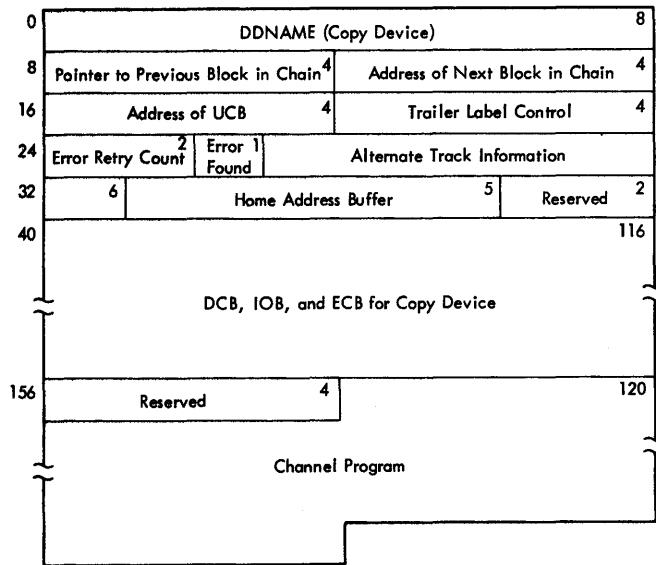 0 DDNAME (Copy Device) 8
8 Pointer to Previous Block in Chain 4 Address of Next Block in Chain 4
16 Address of UCB 4 Trailer Label Control 4
24 Error Retry Count 2 Error 1 Found Alternate Track Information
32 6 Home Address Buffer 5 Reserved 2
40 116
DCB, IOB, and ECB for Copy Device
156 Reserved 4 120
Channel Program